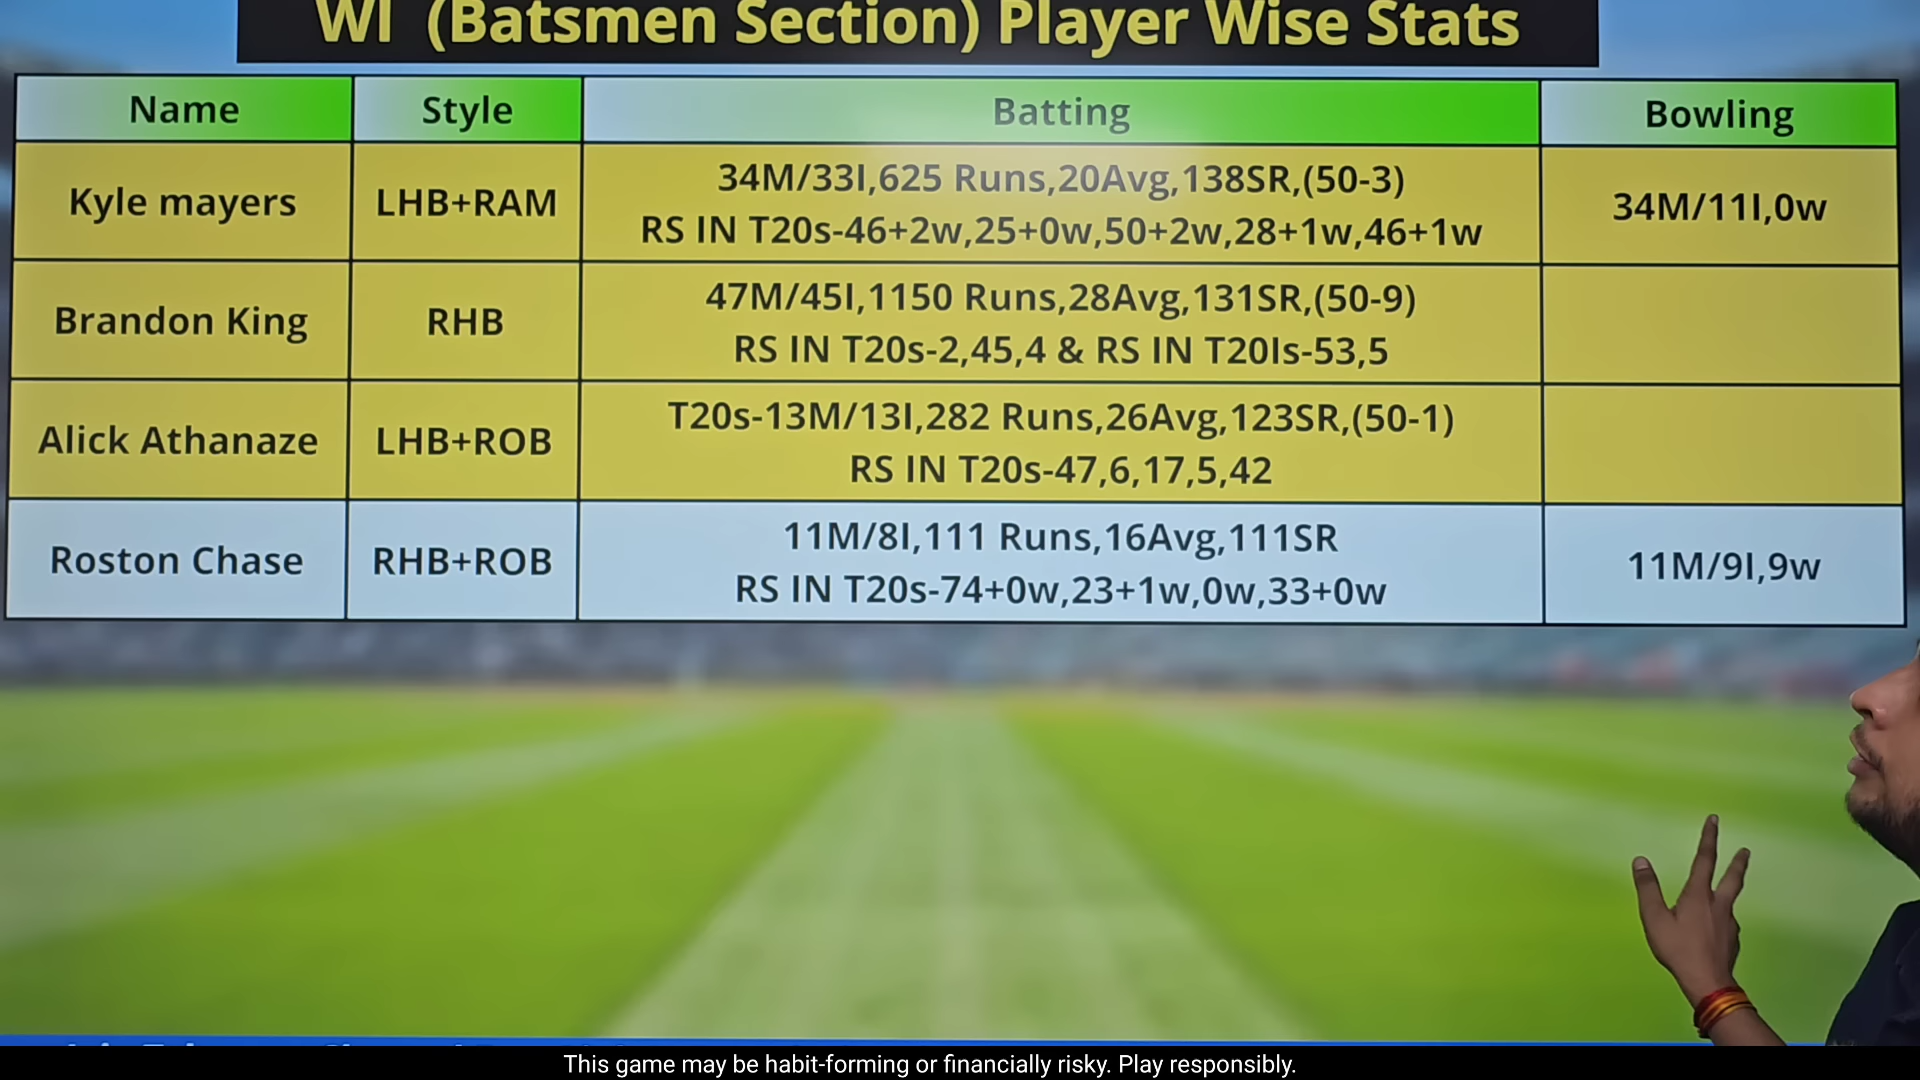 WI (Batsmen Section) Player Wise Stats
Name Style Batting Bowling
Kyle mayers LHB+RAM 34M/33I,625 Runs,20Avg,138SR,(50-3) 34M/11I,0w
RS IN T20s-46+2w,25+0w,50+2w,28+1w,46+1w
Brandon King RHB 47M/45I,1150 Runs,28Avg,131SR,(50-9)
RS IN T20s-2,45,4 & RS IN T20Is-53,5
Alick Athanaze LHB+ROB T20s-13M/13I,282 Runs,26Avg,123SR,(50-1)
RS IN T20s-47,6,17,5,42
Roston Chase RHB+ROB 11M/8I,111 Runs,16Avg,111SR 11M/9I,9w
RS IN T20s-74+0w,23+1w,0w,33+0w
This game may be habit-forming or financially risky. Play responsibly.